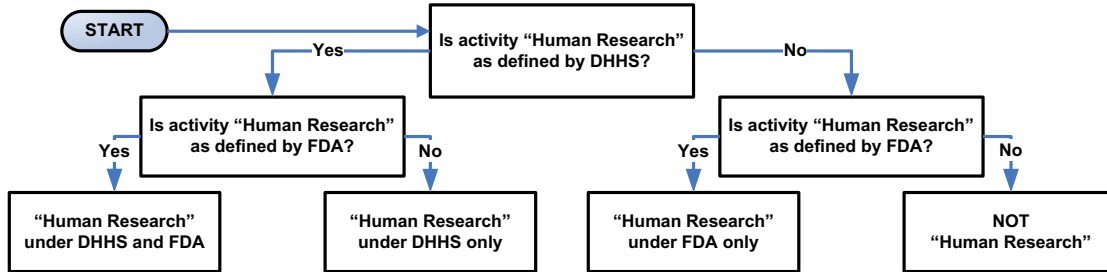 START
Is activity “Human Research”
as defined by DHHS?
Yes
No
Is activity “Human Research”
as defined by FDA?
Is activity “Human Research”
as defined by FDA?
Yes
No
Yes
No
“Human Research”
under DHHS and FDA
“Human Research”
under DHHS only
“Human Research”
under FDA only
NOT
“Human Research”